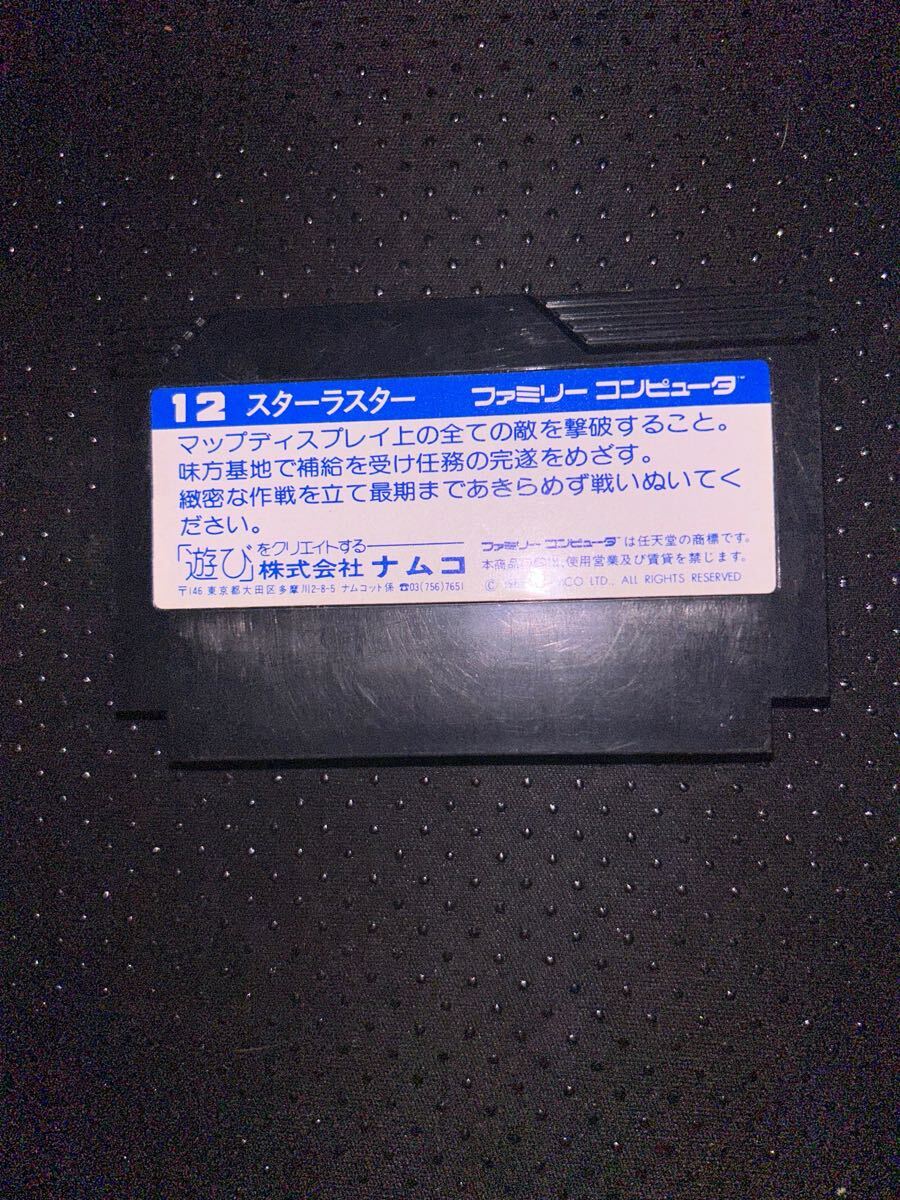 12 スターラスター ファミリー コンピュータ™
マップディスプレイ上の全ての敵を撃破すること。
味方基地で補給を受け任務の完遂をめざす。
緻密な作戦を立て最期まであきらめず戦いぬいてく
ださい。
「遊び」をクリエイトする
株式会社 ナムコ
〒146 東京都大田区多摩川2-8-5 ナムコット係 ☎03(756)7651
ファミリー コンピュータ™は任天堂の商標です。
本商品の 使用営業及び賃貸を禁じます。
© LTD., ALL RIGHTS RESERVED